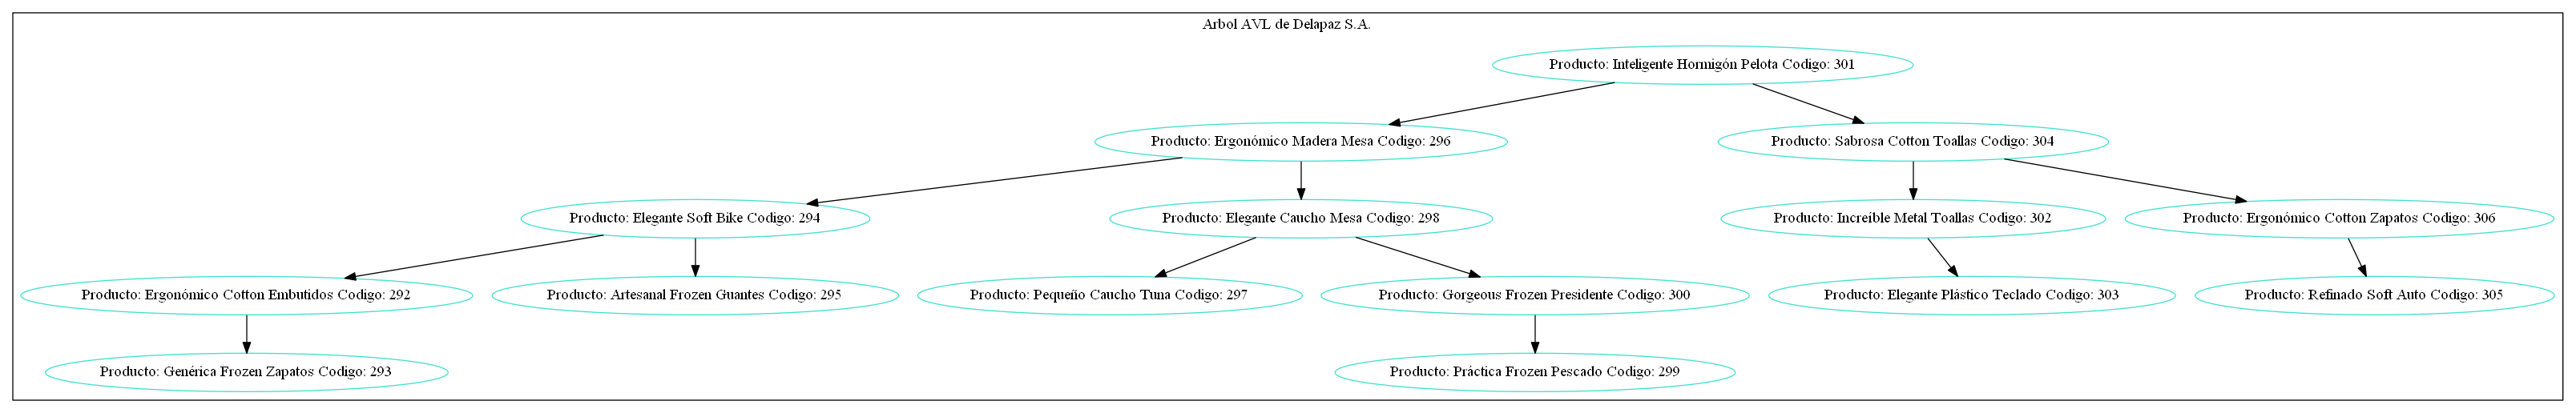 Arbol AVL de Delapaz S.A.
Producto: Inteligente Hormigón Pelota Codigo: 301
Producto: Ergonómico Madera Mesa Codigo: 296
Producto: Sabrosa Cotton Toallas Codigo: 304
Producto: Elegante Soft Bike Codigo: 294
Producto: Elegante Caucho Mesa Codigo: 298
Producto: Increíble Metal Toallas Codigo: 302
Producto: Ergonómico Cotton Zapatos Codigo: 306
Producto: Ergonómico Cotton Embutidos Codigo: 292
Producto: Artesanal Frozen Guantes Codigo: 295
Producto: Pequeño Caucho Tuna Codigo: 297
Producto: Gorgeous Frozen Presidente Codigo: 300
Producto: Elegante Plástico Teclado Codigo: 303
Producto: Refinado Soft Auto Codigo: 305
Producto: Genérica Frozen Zapatos Codigo: 293
Producto: Práctica Frozen Pescado Codigo: 299